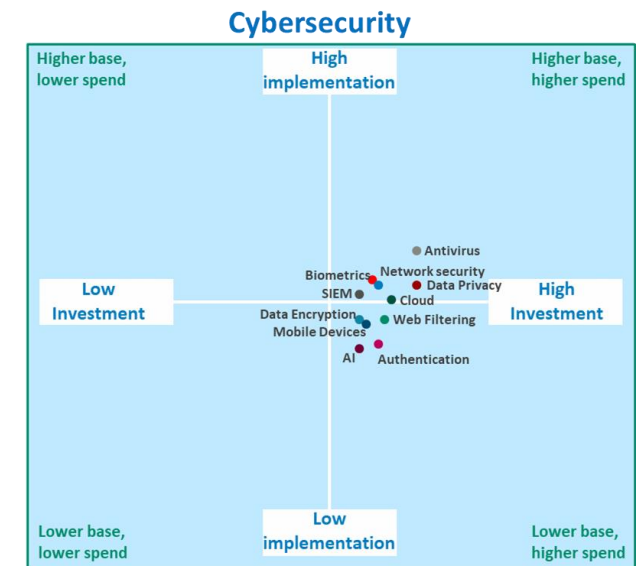 Cybersecurity
Higher base,
lower spend
High
implementation
Higher base,
higher spend
Antivirus
Biometrics
Network security
Data Privacy
SIEM
Cloud
Low
Investment
High
Investment
Data Encryption
Web Filtering
Mobile Devices
AI
Authentication
Low
implementation
Lower base,
lower spend
Lower base,
higher spend